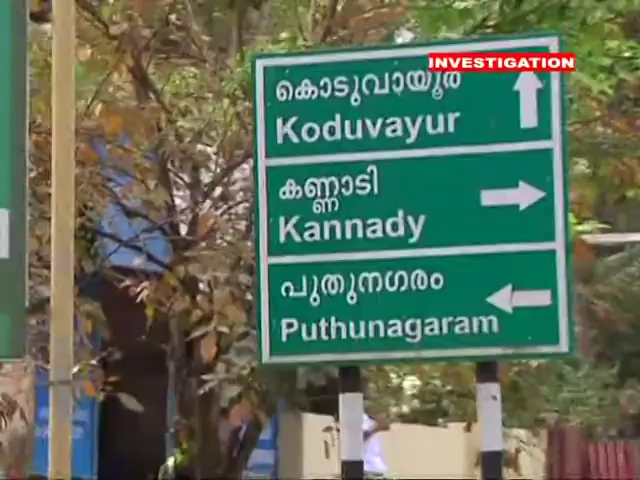 INVESTIGATION
കൊടുവായൂർ
Koduvayur
കണ്ണാടി
Kannady
പുതുനഗരം
Puthunagaram